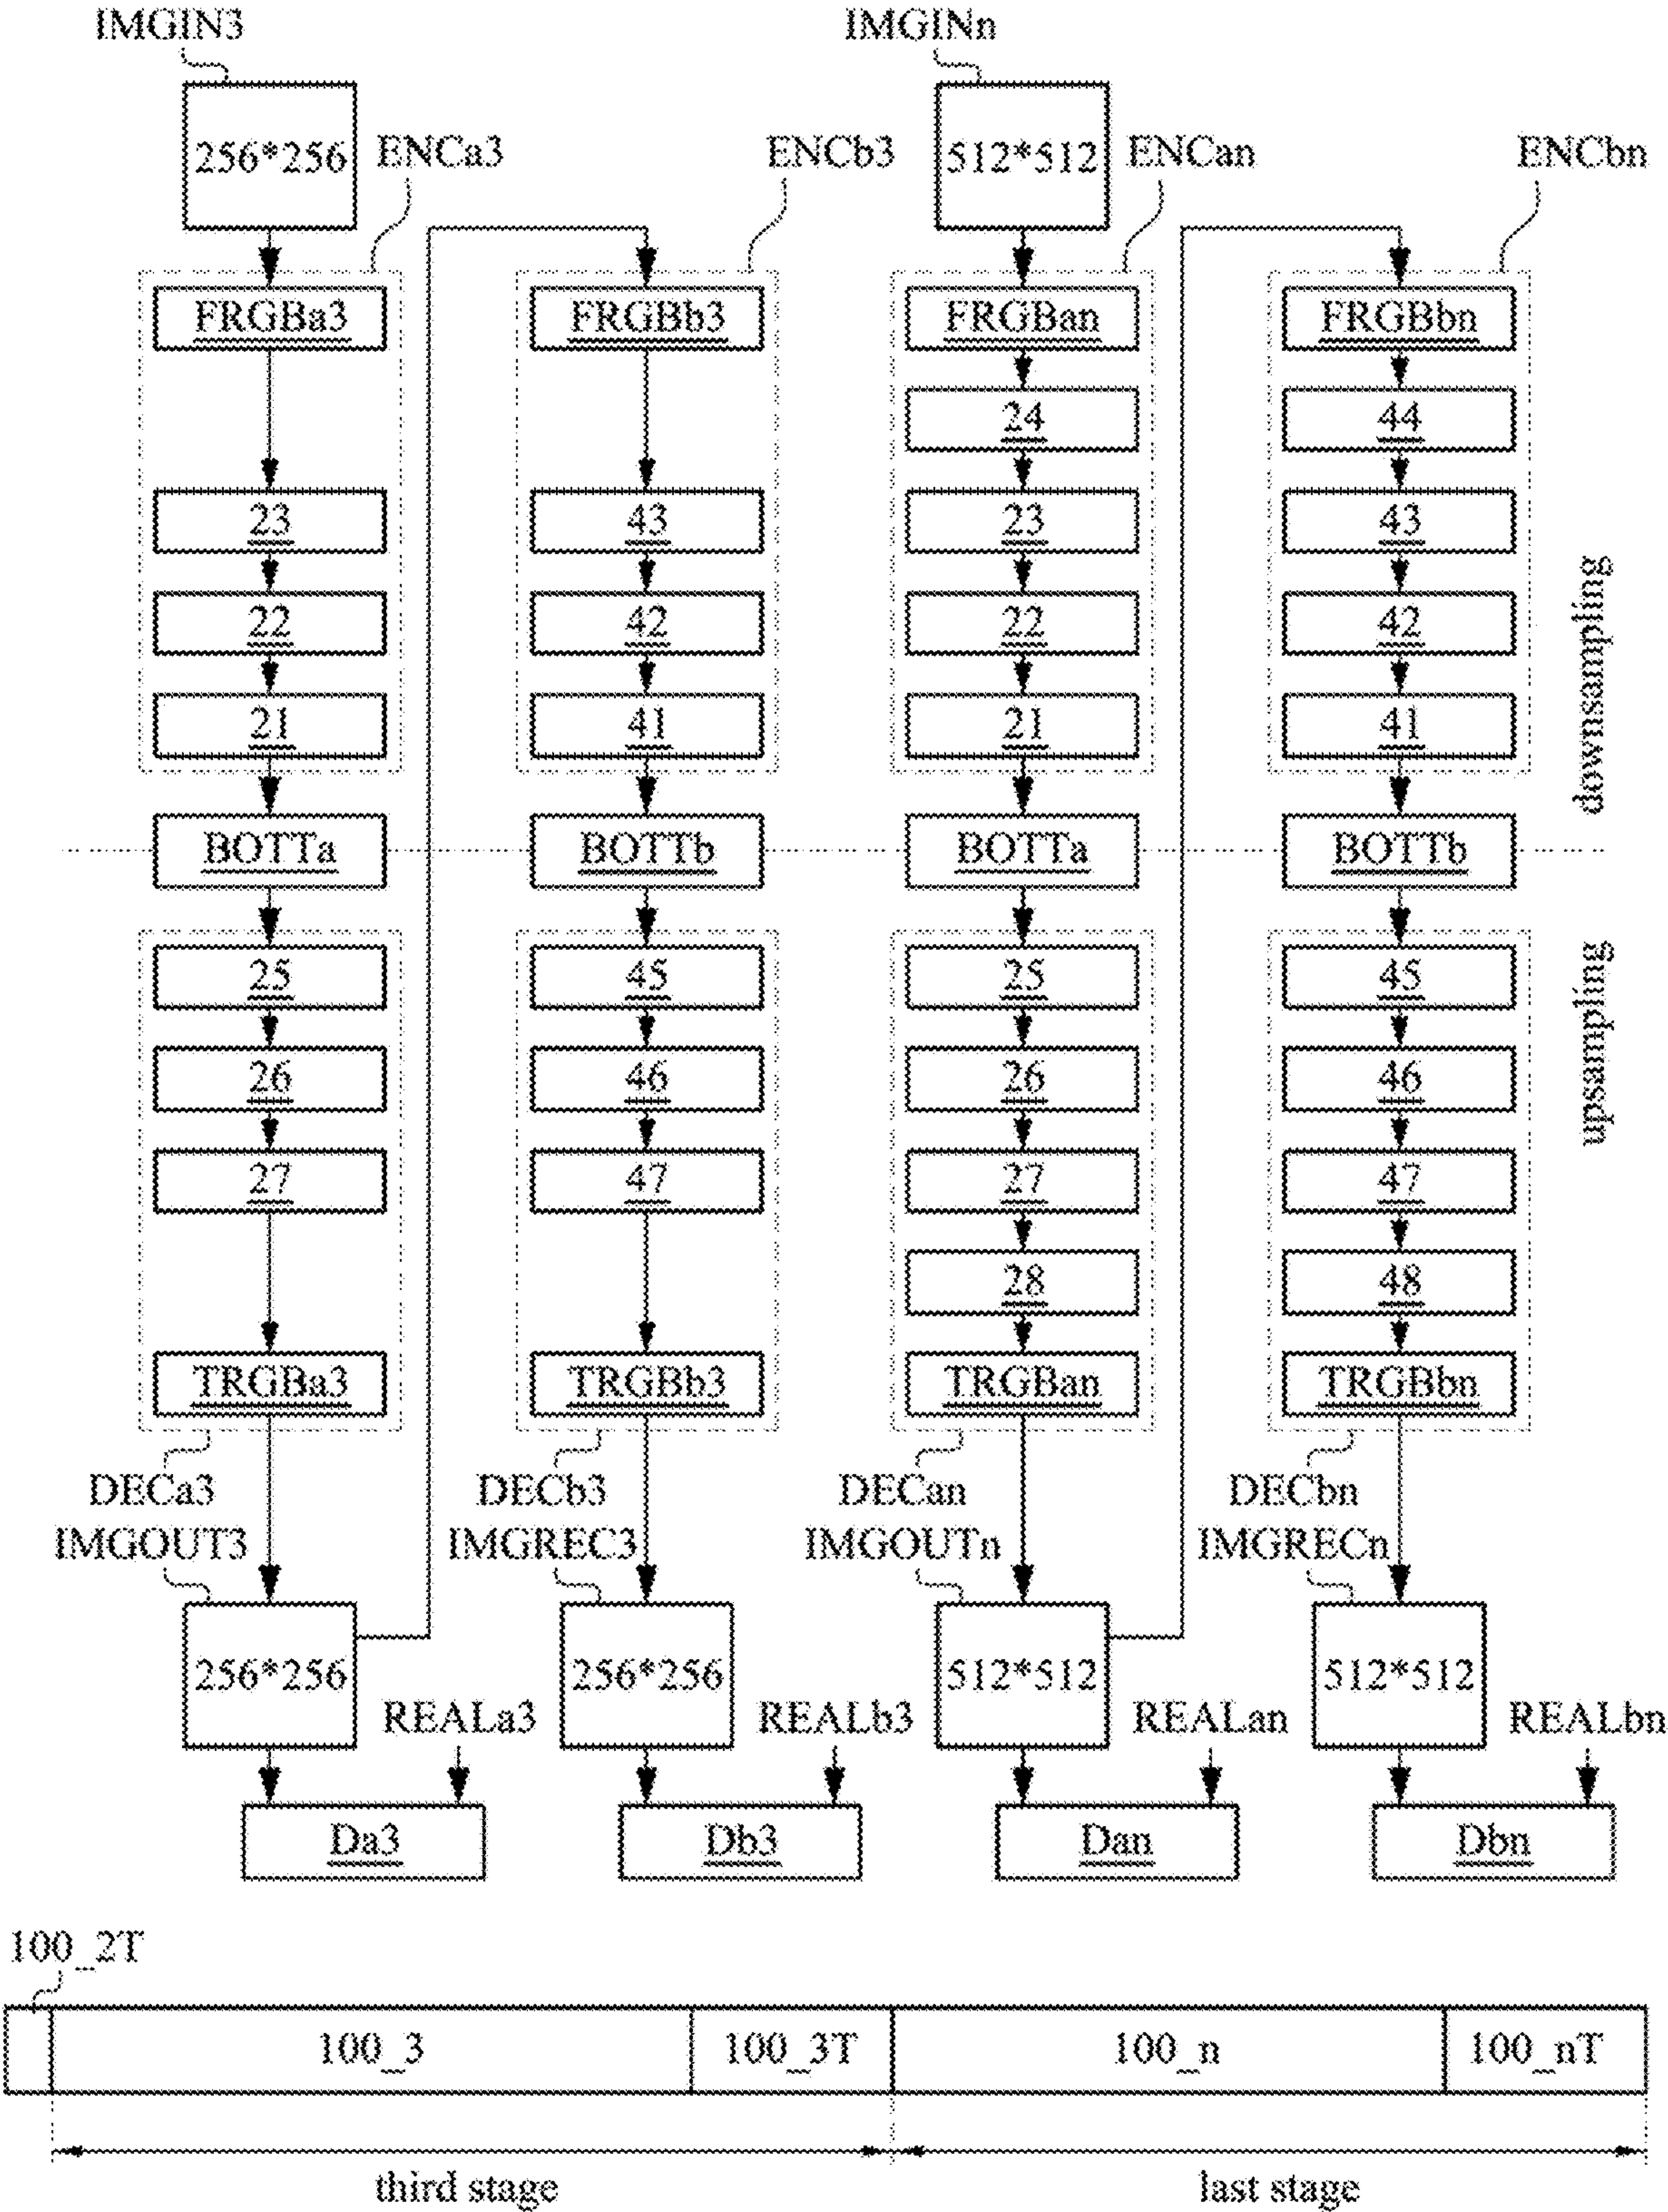 IMGIN3 IMGINn
256*256 ENCa3 ENCb3 512*512 ENCan ENCbn
FRGBa3 FRGBb3 FRGBan FRGBbn
24 44
23 43 23 43
22 42 22 42
21 41 21 41
downsampling
BOTTa BOTTb BOTTa BOTTb
25 45 25 45
upsampling
26 46 26 46
27 47 27 47
28 48
TRGBa3 TRGBb3 TRGBan TRGBbn
DECa3 DECb3 DECan DECbn
IMGOUT3 IMGREC3 IMGOUTn IMGRECn
256*256 256*256 512*512 512*512
REALa3 REALb3 REALan REALbn
Da3 Db3 Dan Dbn
100_2T
100_3 100_3T 100_n 100_nT
third stage last stage